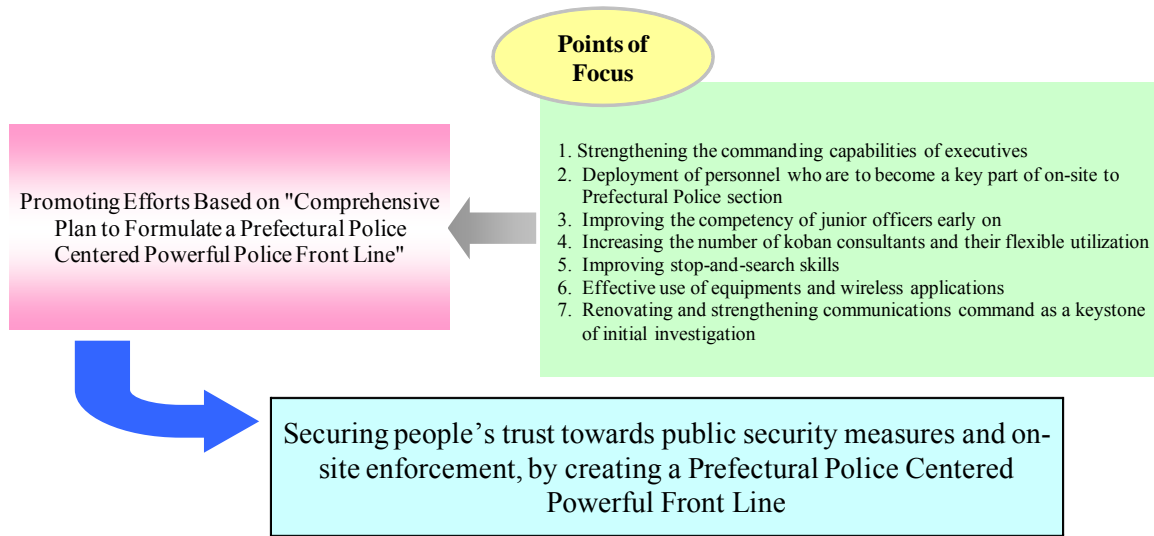 Points of
Focus
1. Strengthening the commanding capabilities of executives
2. Deployment of personnel who are to become a key part of on-site to
Prefectural Police section
3. Improving the competency of junior officers early on
4. Increasing the number of koban consultants and their flexible utilization
5. Improving stop-and-search skills
6. Effective use of equipments and wireless applications
7. Renovating and strengthening communications command as a keystone
of initial investigation
Promoting Efforts Based on "Comprehensive
Plan to Formulate a Prefectural Police
Centered Powerful Police Front Line"
Securing people’s trust towards public security measures and on-
site enforcement, by creating a Prefectural Police Centered
Powerful Front Line